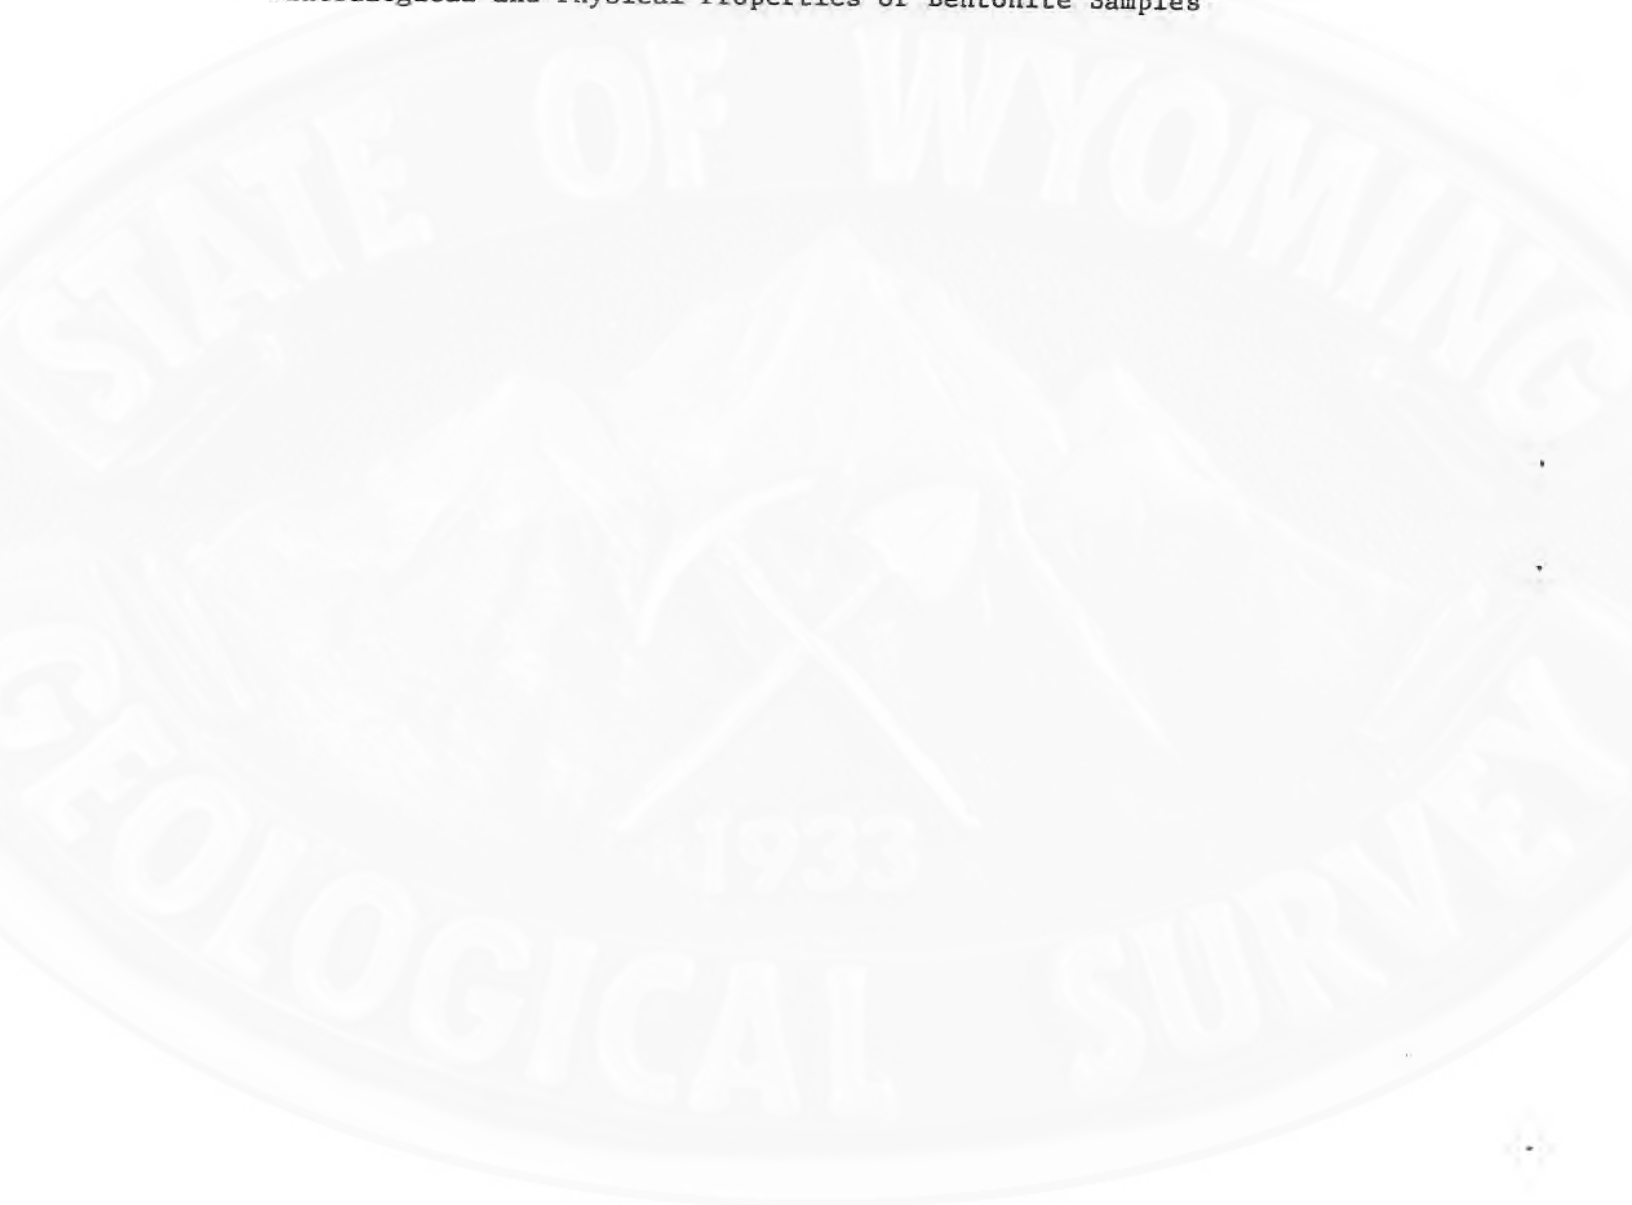 and Physical Properties of Bentonite Samples
STATE OF WYOMING
1933
GEOLOGICAL SURVEY